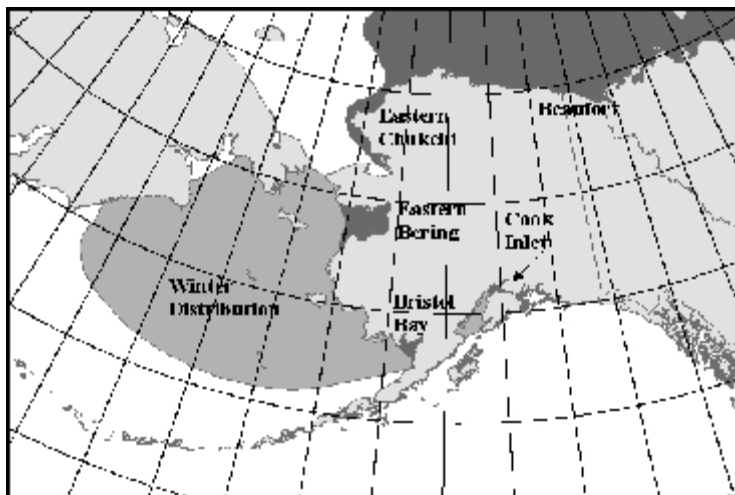 Eastern
Chukchi
Beaufort
Eastern
Bering
Cook
Inlet
Winter
Distribution
Bristol
Bay